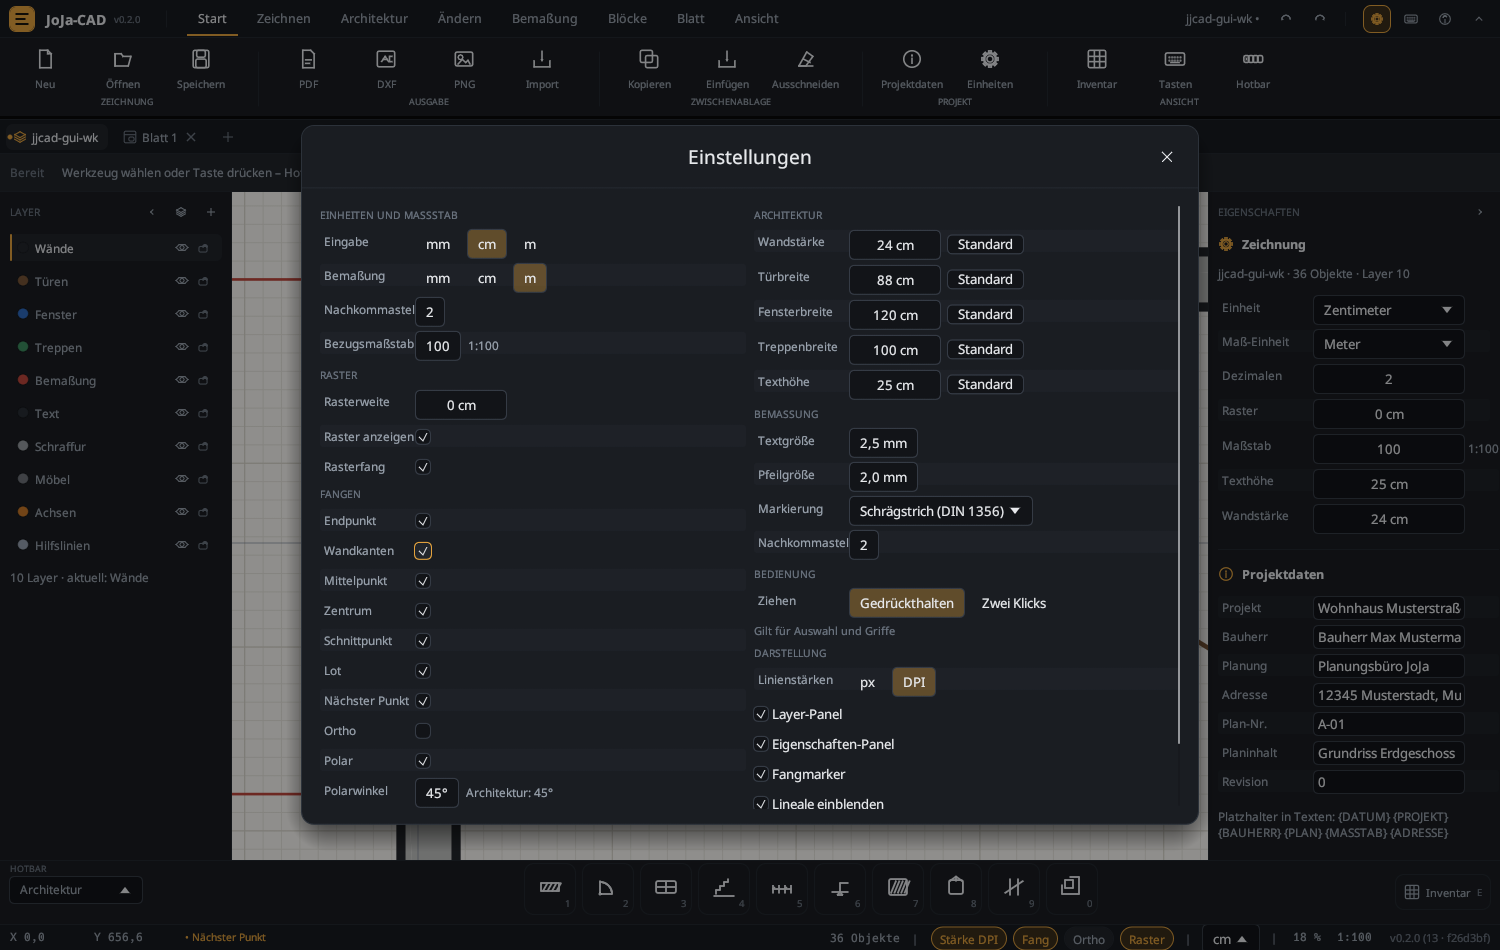 JoJa-CAD v0.2.0
Start Zeichnen Architektur Ändern Bemaßung Blöcke Blatt Ansicht
jjcad-gui-wk •
Neu Öffnen Speichern PDF DXF PNG Import Kopieren Einfügen Ausschneiden Projektdaten Einheiten Inventar Tasten Hotbar
ZEICHNUNG AUSGABE ZWISCHENABLAGE PROJEKT ANSICHT
jjcad-gui-wk Blatt 1
Bereit Werkzeug wählen oder Taste drücken – Ho
LAYER
Wände
Türen
Fenster
Treppen
Bemaßung
Text
Schraffur
Möbel
Achsen
Hilfslinien
10 Layer · aktuell: Wände
Einstellungen
EINHEITEN UND MASSSTAB
Eingabe mm cm m
Bemaßung mm cm m
Nachkommastel 2
Bezugsmaßstab 100 1:100
RASTER
Rasterweite 0 cm
Raster anzeigen
Rasterfang
FANGEN
Endpunkt
Wandkanten
Mittelpunkt
Zentrum
Schnittpunkt
Lot
Nächster Punkt
Ortho
Polar
Polarwinkel 45° Architektur: 45°
ARCHITEKTUR
Wandstärke 24 cm Standard
Türbreite 88 cm Standard
Fensterbreite 120 cm Standard
Treppenbreite 100 cm Standard
Texthöhe 25 cm Standard
BEMASSUNG
Textgröße 2,5 mm
Pfeilgröße 2,0 mm
Markierung Schrägstrich (DIN 1356)
Nachkommastel 2
BEDIENUNG
Ziehen Gedrückthalten Zwei Klicks
Gilt für Auswahl und Griffe
DARSTELLUNG
Linienstärken px DPI
Layer-Panel
Eigenschaften-Panel
Fangmarker
Lineale einblenden
EIGENSCHAFTEN
Zeichnung
jjcad-gui-wk · 36 Objekte · Layer 10
Einheit Zentimeter
Maß-Einheit Meter
Dezimalen 2
Raster 0 cm
Maßstab 100 1:100
Texthöhe 25 cm
Wandstärke 24 cm
Projektdaten
Projekt Wohnhaus Musterstraß
Bauherr Bauherr Max Musterma
Planung Planungsbüro JoJa
Adresse 12345 Musterstadt, Mu
Plan-Nr. A-01
Planinhalt Grundriss Erdgeschoss
Revision 0
Platzhalter in Texten: {DATUM} {PROJEKT}
{BAUHERR} {PLAN} {MASSTAB} {ADRESSE}
HOTBAR
Architektur
1 2 3 4 5 6 7 8 9 0
Inventar E
X 0,0 Y 656,6 • Nächster Punkt 36 Objekte | Stärke DPI Fang Ortho Raster | cm | 18 % 1:100 v0.2.0 (13 · f26d3bf)